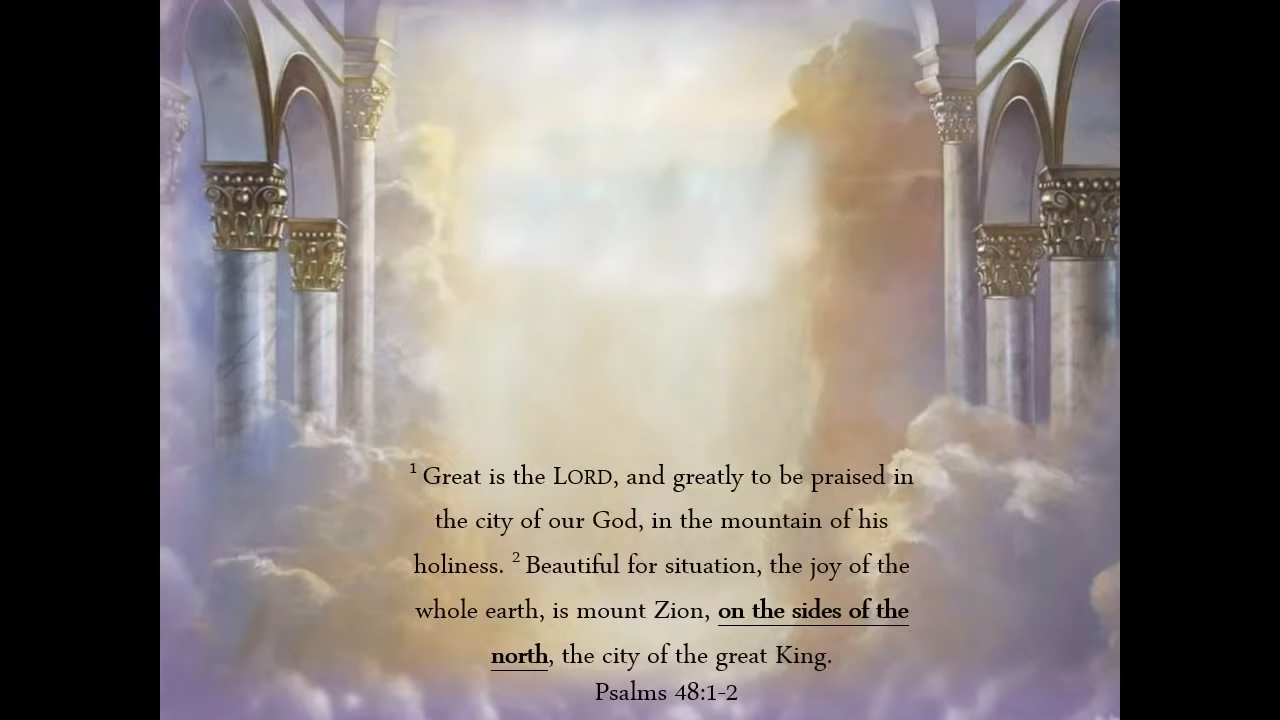 ¹ Great is the LORD, and greatly to be praised in
the city of our God, in the mountain of his
holiness. ² Beautiful for situation, the joy of the
whole earth, is mount Zion, on the sides of the
north, the city of the great King.
Psalms 48:1-2